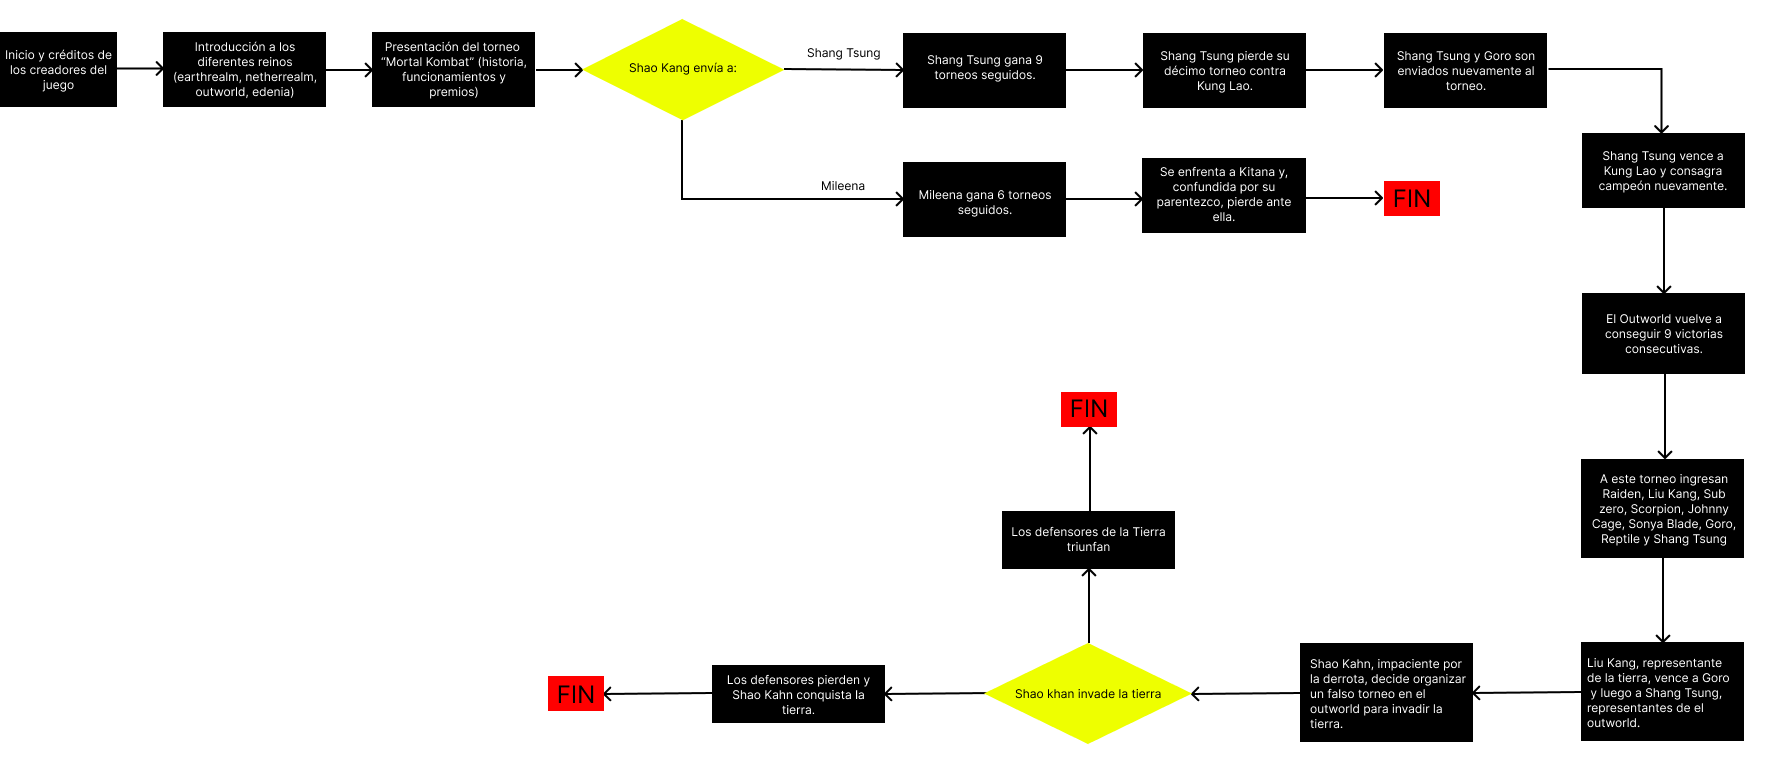 Inicio y créditos de
los creadores del
juego
Introducción a los
diferentes reinos
(earthrealm, netherrealm,
outworld, edenia)
Presentación del torneo
“Mortal Kombat” (historia,
funcionamientos y
premios)
Shao Kang envía a:
Shang Tsung
Shang Tsung gana 9
torneos seguidos.
Shang Tsung pierde su
décimo torneo contra
Kung Lao.
Shang Tsung y Goro son
enviados nuevamente al
torneo.
Mileena
Mileena gana 6 torneos
seguidos.
Se enfrenta a Kitana y,
confundida por su
parentezco, pierde ante
ella.
FIN
Shang Tsung vence a
Kung Lao y consagra
campeón nuevamente.
El Outworld vuelve a
conseguir 9 victorias
consecutivas.
A este torneo ingresan
Raiden, Liu Kang, Sub
zero, Scorpion, Johnny
Cage, Sonya Blade, Goro,
Reptile y Shang Tsung
Liu Kang, representante
de la tierra, vence a Goro
y luego a Shang Tsung,
representantes de el
outworld.
Shao Kahn, impaciente por
la derrota, decide organizar
un falso torneo en el
outworld para invadir la
tierra.
Shao khan invade la tierra
Los defensores de la Tierra
triunfan
FIN
Los defensores pierden y
Shao Kahn conquista la
tierra.
FIN